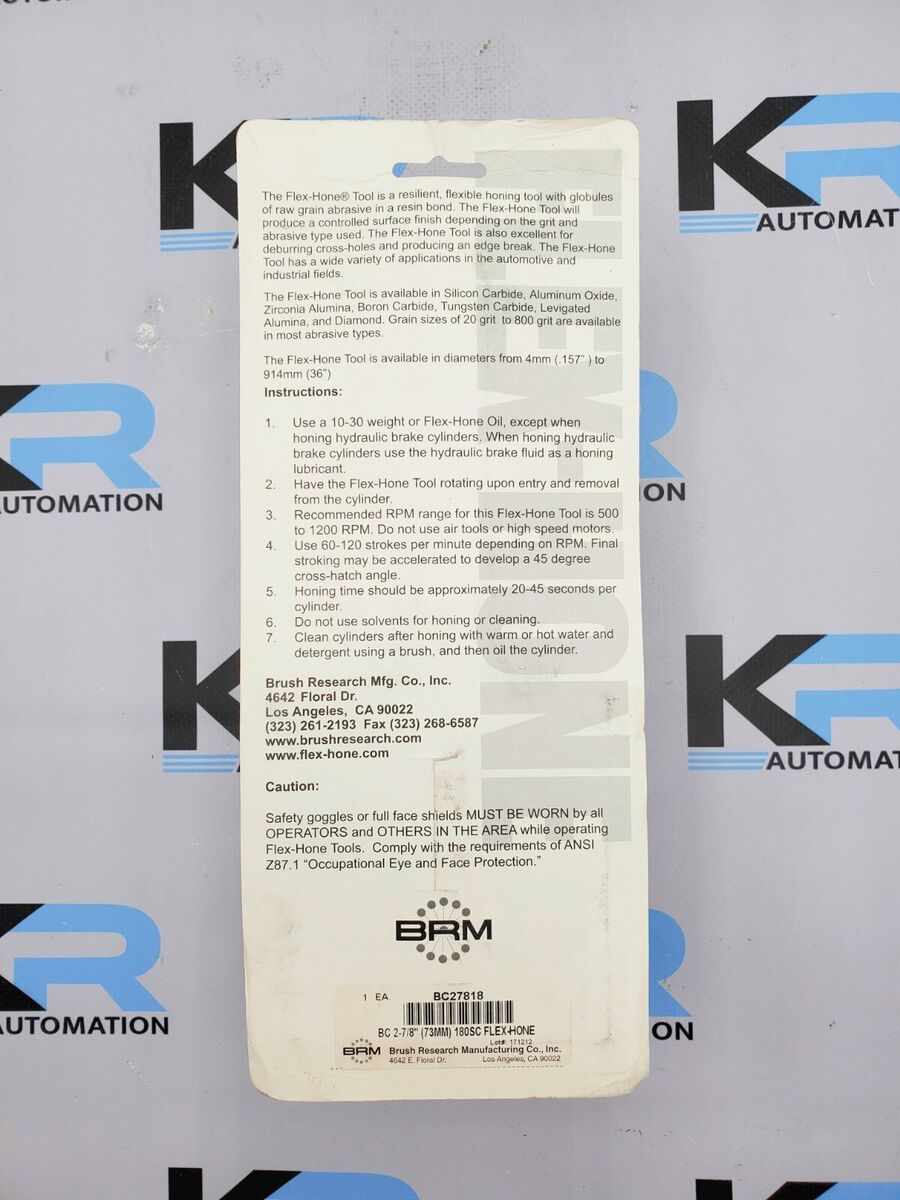 KR
AUTOMATION
KR
AUTOMAT
The Flex-Hone® Tool is a resilient, flexible honing tool with globules
of raw grain abrasive in a resin bond. The Flex-Hone Tool will
produce a controlled surface finish depending on the grit and
abrasive type used. The Flex-Hone Tool is also excellent for
deburring cross-holes and producing an edge break. The Flex-Hone
Tool has a wide variety of applications in the automotive and
industrial fields.
The Flex-Hone Tool is available in Silicon Carbide, Aluminum Oxide,
Zirconia Alumina, Boron Carbide, Tungsten Carbide, Levigated
Alumina, and Diamond. Grain sizes of 20 grit to 800 grit are available
in most abrasive types.
The Flex-Hone Tool is available in diameters from 4mm (.157") to
914mm (36")
Instructions:
1. Use a 10-30 weight or Flex-Hone Oil, except when
honing hydraulic brake cylinders. When honing hydraulic
brake cylinders use the hydraulic brake fluid as a honing
lubricant.
2. Have the Flex-Hone Tool rotating upon entry and removal
from the cylinder.
3. Recommended RPM range for this Flex-Hone Tool is 500
to 1200 RPM. Do not use air tools or high speed motors.
4. Use 60-120 strokes per minute depending on RPM. Final
stroking may be accelerated to develop a 45 degree
cross-hatch angle.
5. Honing time should be approximately 20-45 seconds per
cylinder.
6. Do not use solvents for honing or cleaning.
7. Clean cylinders after honing with warm or hot water and
detergent using a brush, and then oil the cylinder.
FLEX-HONE
Brush Research Mfg. Co., Inc.
4642 Floral Dr.
Los Angeles, CA 90022
(323) 261-2193 Fax (323) 268-6587
www.brushresearch.com
www.flex-hone.com
Caution:
Safety goggles or full face shields MUST BE WORN by all
OPERATORS and OTHERS IN THE AREA while operating
Flex-Hone Tools. Comply with the requirements of ANSI
Z87.1 "Occupational Eye and Face Protection."
BRM
1 EA BC27818
BC 2-7/8" (73MM) 180SC FLEX-HONE
Lot#: 171212
BRM Brush Research Manufacturing Co., Inc.
4642 E. Floral Dr. Los Angeles, CA 90022
KR
AUTOMATION
ION
K
KR
AUTOMAT
KR
AUTOMATION
R
ION
KR
KR